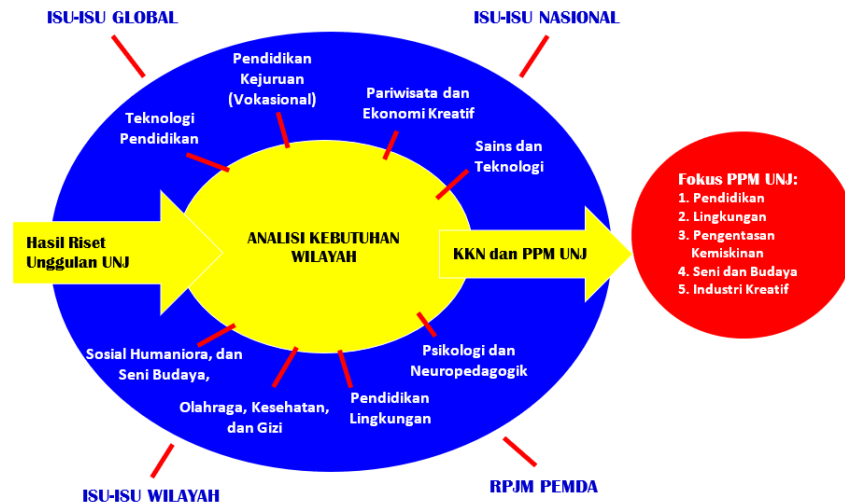 ISU-ISU GLOBAL
ISU-ISU NASIONAL
Pendidikan
Kejuruan
(Vokasional)
Pariwisata dan
Ekonomi Kreatif
Teknologi
Pendidikan
Sains dan
Teknologi
Hasil Riset
Unggulan UNJ
ANALISI KEBUTUHAN
WILAYAH
KKN dan PPM UNJ
Fokus PPM UNJ:
1. Pendidikan
2. Lingkungan
3. Pengentasan
Kemiskinan
4. Seni dan Budaya
5. Industri Kreatif
Sosial Humaniora, dan
Seni Budaya,
Olahraga, Kesehatan,
dan Gizi
Pendidikan
Lingkungan
Psikologi dan
Neuropedagogik
ISU-ISU WILAYAH
RPJM PEMDA